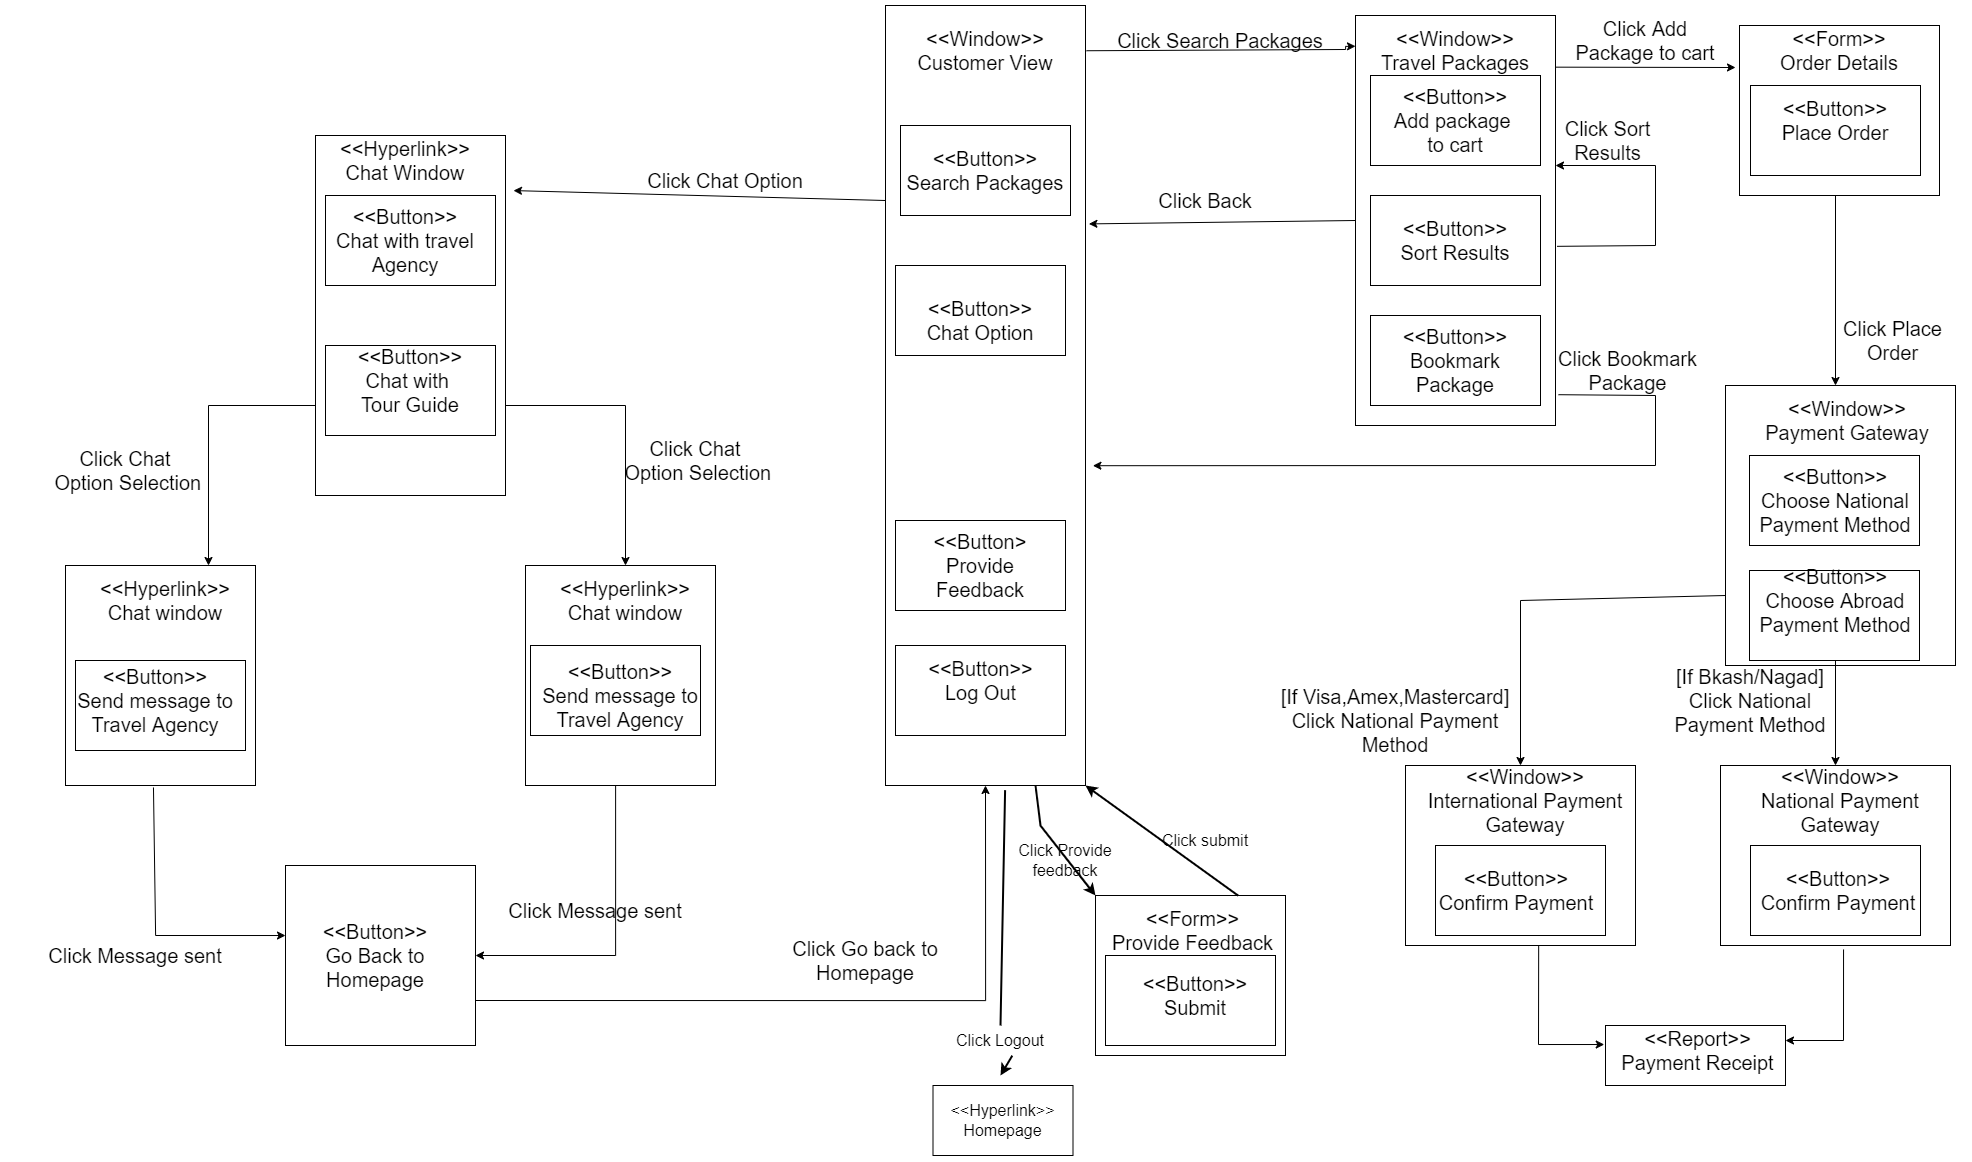 <<Window>>
Customer View
<<Button>>
Search Packages
<<Button>>
Chat Option
<<Button>
Provide
Feedback
<<Button>>
Log Out
Click Search Packages
<<Window>>
Travel Packages
<<Button>>
Add package
to cart
<<Button>>
Sort Results
<<Button>>
Bookmark
Package
Click Add
Package to cart
<<Form>>
Order Details
<<Button>>
Place Order
Click Sort
Results
Click Back
Click Bookmark
Package
Click Place
Order
<<Window>>
Payment Gateway
<<Button>>
Choose National
Payment Method
<<Button>>
Choose Abroad
Payment Method
[If Visa,Amex,Mastercard]
Click National Payment
Method
[If Bkash/Nagad]
Click National
Payment Method
<<Window>>
International Payment
Gateway
<<Button>>
Confirm Payment
<<Window>>
National Payment
Gateway
<<Button>>
Confirm Payment
<<Report>>
Payment Receipt
Click Chat Option
<<Hyperlink>>
Chat Window
<<Button>>
Chat with travel
Agency
<<Button>>
Chat with
Tour Guide
Click Chat
Option Selection
Click Chat
Option Selection
<<Hyperlink>>
Chat window
<<Button>>
Send message to
Travel Agency
<<Hyperlink>>
Chat window
<<Button>>
Send message to
Travel Agency
Click Message sent
Click Message sent
<<Button>>
Go Back to
Homepage
Click Go back to
Homepage
Click Provide
feedback
Click submit
<<Form>>
Provide Feedback
<<Button>>
Submit
Click Logout
<<Hyperlink>>
Homepage